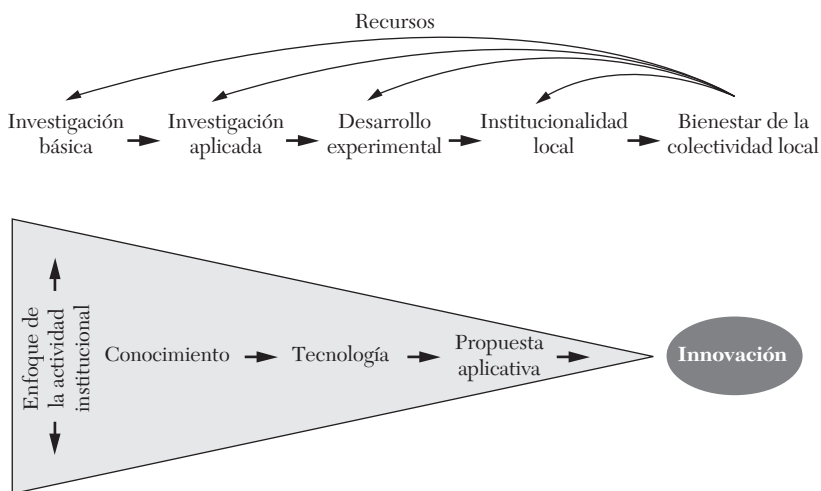 Recursos
Investigación
básica
Investigación
aplicada
Desarrollo
experimental
Institucionalidad
local
Bienestar de la
colectividad local
Enfoque de
la actividad
institucional
Conocimiento
Tecnología
Propuesta
aplicativa
Innovación